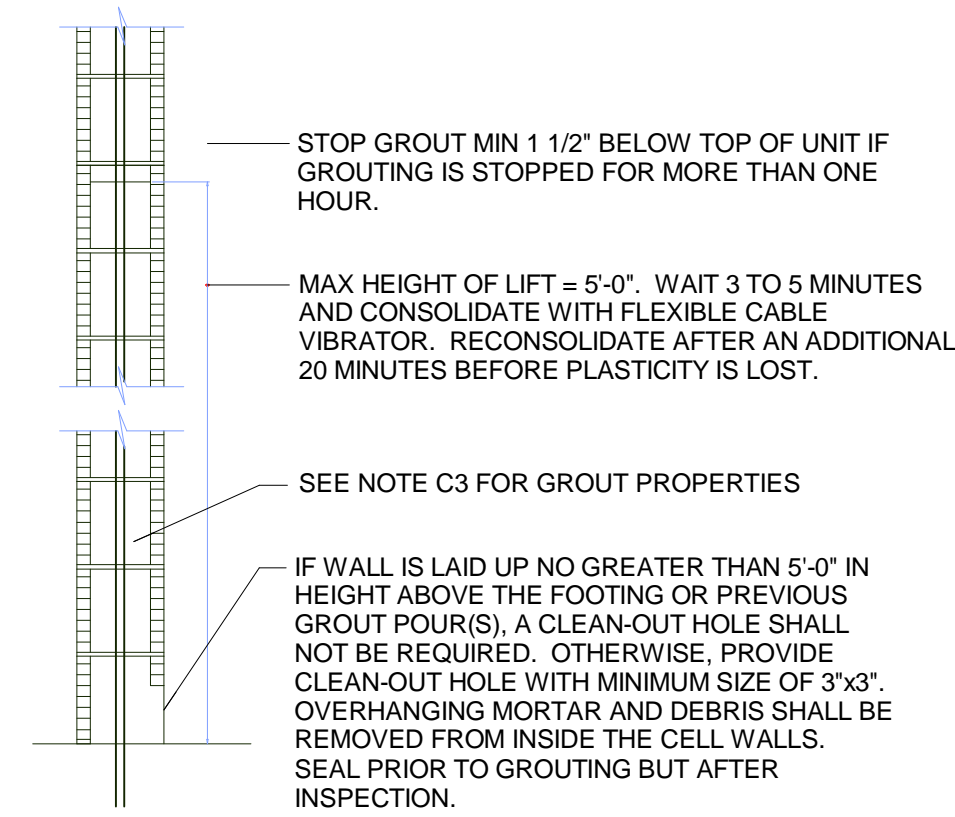 STOP GROUT MIN 1 1/2" BELOW TOP OF UNIT IF
GROUTING IS STOPPED FOR MORE THAN ONE
HOUR.
MAX HEIGHT OF LIFT = 5'-0". WAIT 3 TO 5 MINUTES
AND CONSOLIDATE WITH FLEXIBLE CABLE
VIBRATOR. RECONSOLIDATE AFTER AN ADDITIONAL
20 MINUTES BEFORE PLASTICITY IS LOST.
SEE NOTE C3 FOR GROUT PROPERTIES
IF WALL IS LAID UP NO GREATER THAN 5'-0" IN
HEIGHT ABOVE THE FOOTING OR PREVIOUS
GROUT POUR(S), A CLEAN-OUT HOLE SHALL
NOT BE REQUIRED. OTHERWISE, PROVIDE
CLEAN-OUT HOLE WITH MINIMUM SIZE OF 3"x3".
OVERHANGING MORTAR AND DEBRIS SHALL BE
REMOVED FROM INSIDE THE CELL WALLS.
SEAL PRIOR TO GROUTING BUT AFTER
INSPECTION.